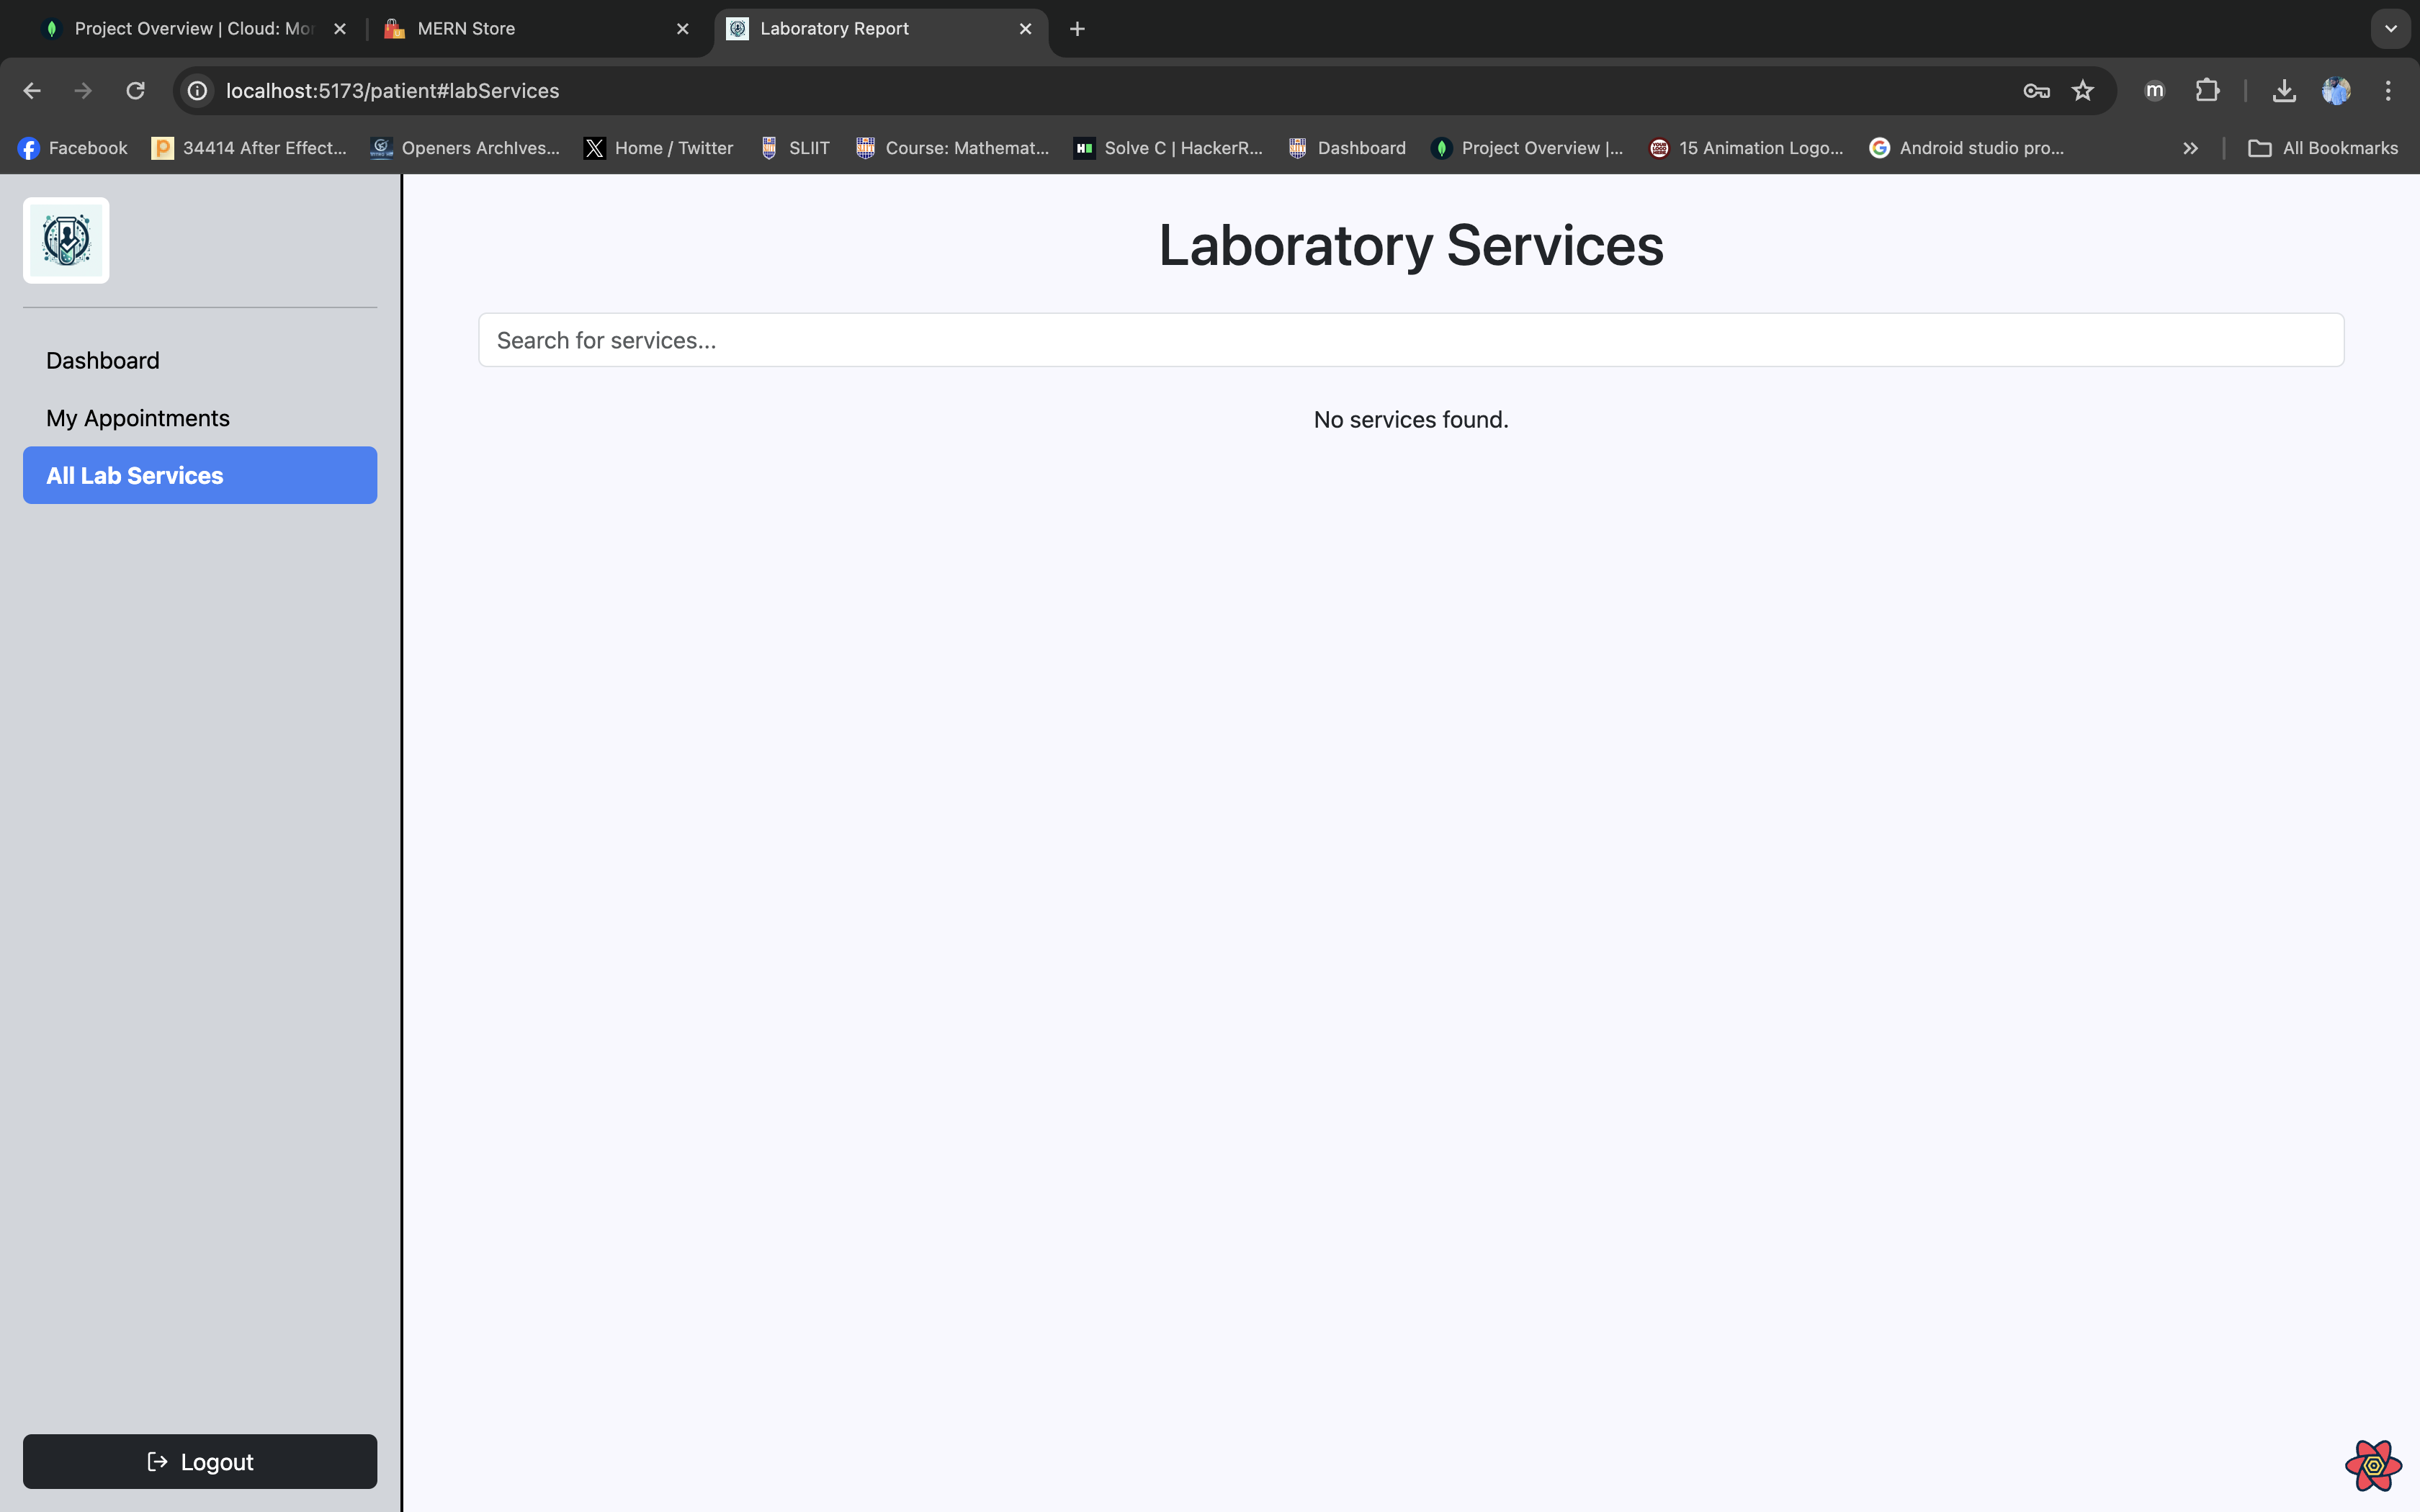 Project Overview | Cloud: Mon
MERN Store
Laboratory Report
localhost:5173/patient#labServices
m
Facebook
34414 After Effect...
Openers ArchIves...
Home / Twitter
SLIIT
Course: Mathemat...
Solve C | HackerR...
Dashboard
Project Overview |...
15 Animation Logo...
Android studio pro...
All Bookmarks
Laboratory Services
Search for services...
No services found.
Dashboard
My Appointments
All Lab Services
Logout